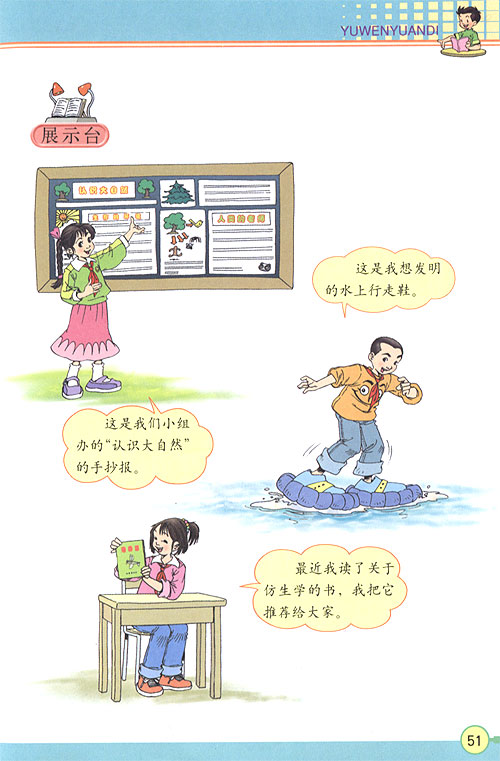 YUWENYUANDI
展示台
认识大自然
人类的老师
这是我想发明
的水上行走鞋。
这是我们小组
办的“认识大自然”
的手抄报。
最近我读了关于
仿生学的书，我把它
推荐给大家。
51